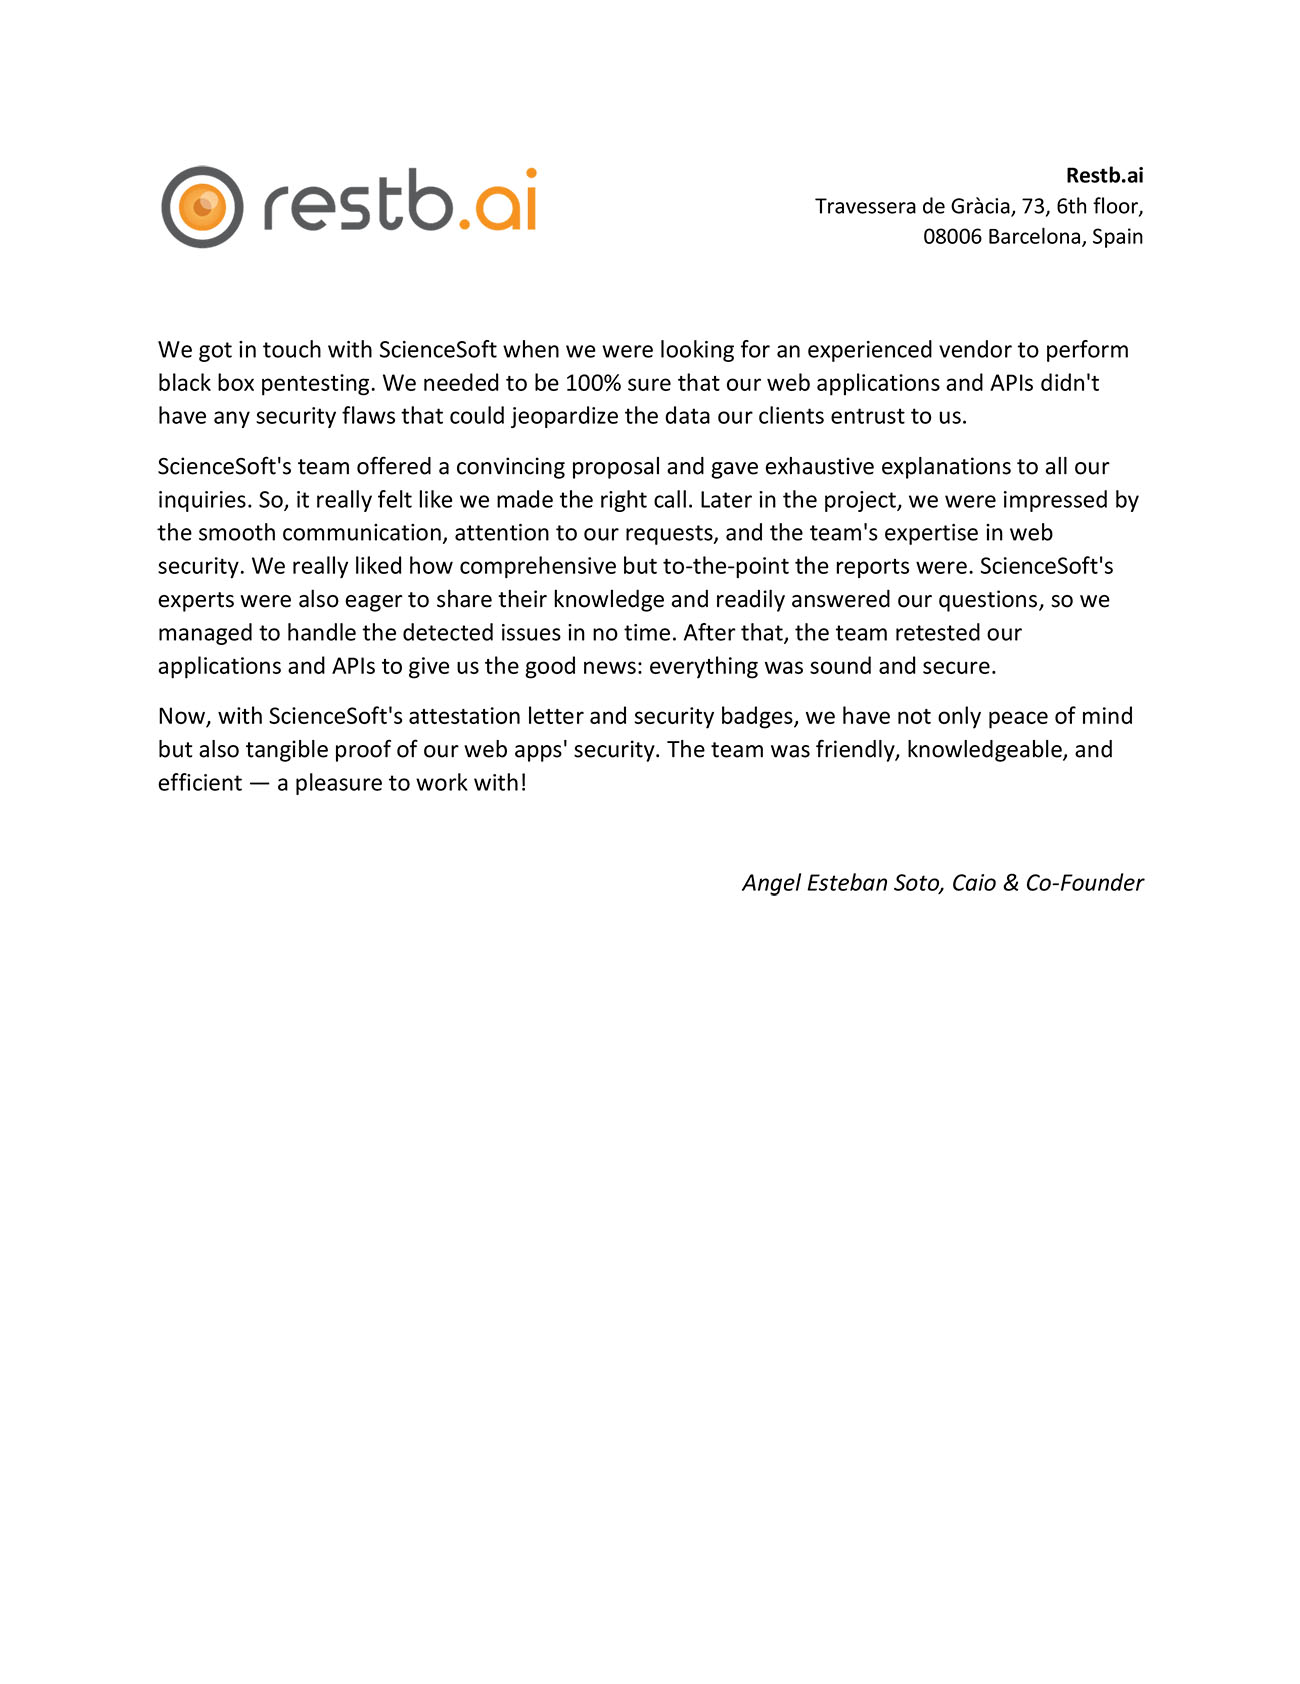 restb.ai
Restb.ai
Travessera de Gràcia, 73, 6th floor,
08006 Barcelona, Spain
We got in touch with ScienceSoft when we were looking for an experienced vendor to perform
black box pentesting. We needed to be 100% sure that our web applications and APIs didn't
have any security flaws that could jeopardize the data our clients entrust to us.
ScienceSoft's team offered a convincing proposal and gave exhaustive explanations to all our
inquiries. So, it really felt like we made the right call. Later in the project, we were impressed by
the smooth communication, attention to our requests, and the team's expertise in web
security. We really liked how comprehensive but to-the-point the reports were. ScienceSoft's
experts were also eager to share their knowledge and readily answered our questions, so we
managed to handle the detected issues in no time. After that, the team retested our
applications and APIs to give us the good news: everything was sound and secure.
Now, with ScienceSoft's attestation letter and security badges, we have not only peace of mind
but also tangible proof of our web apps' security. The team was friendly, knowledgeable, and
efficient — a pleasure to work with!
Angel Esteban Soto, Caio & Co-Founder